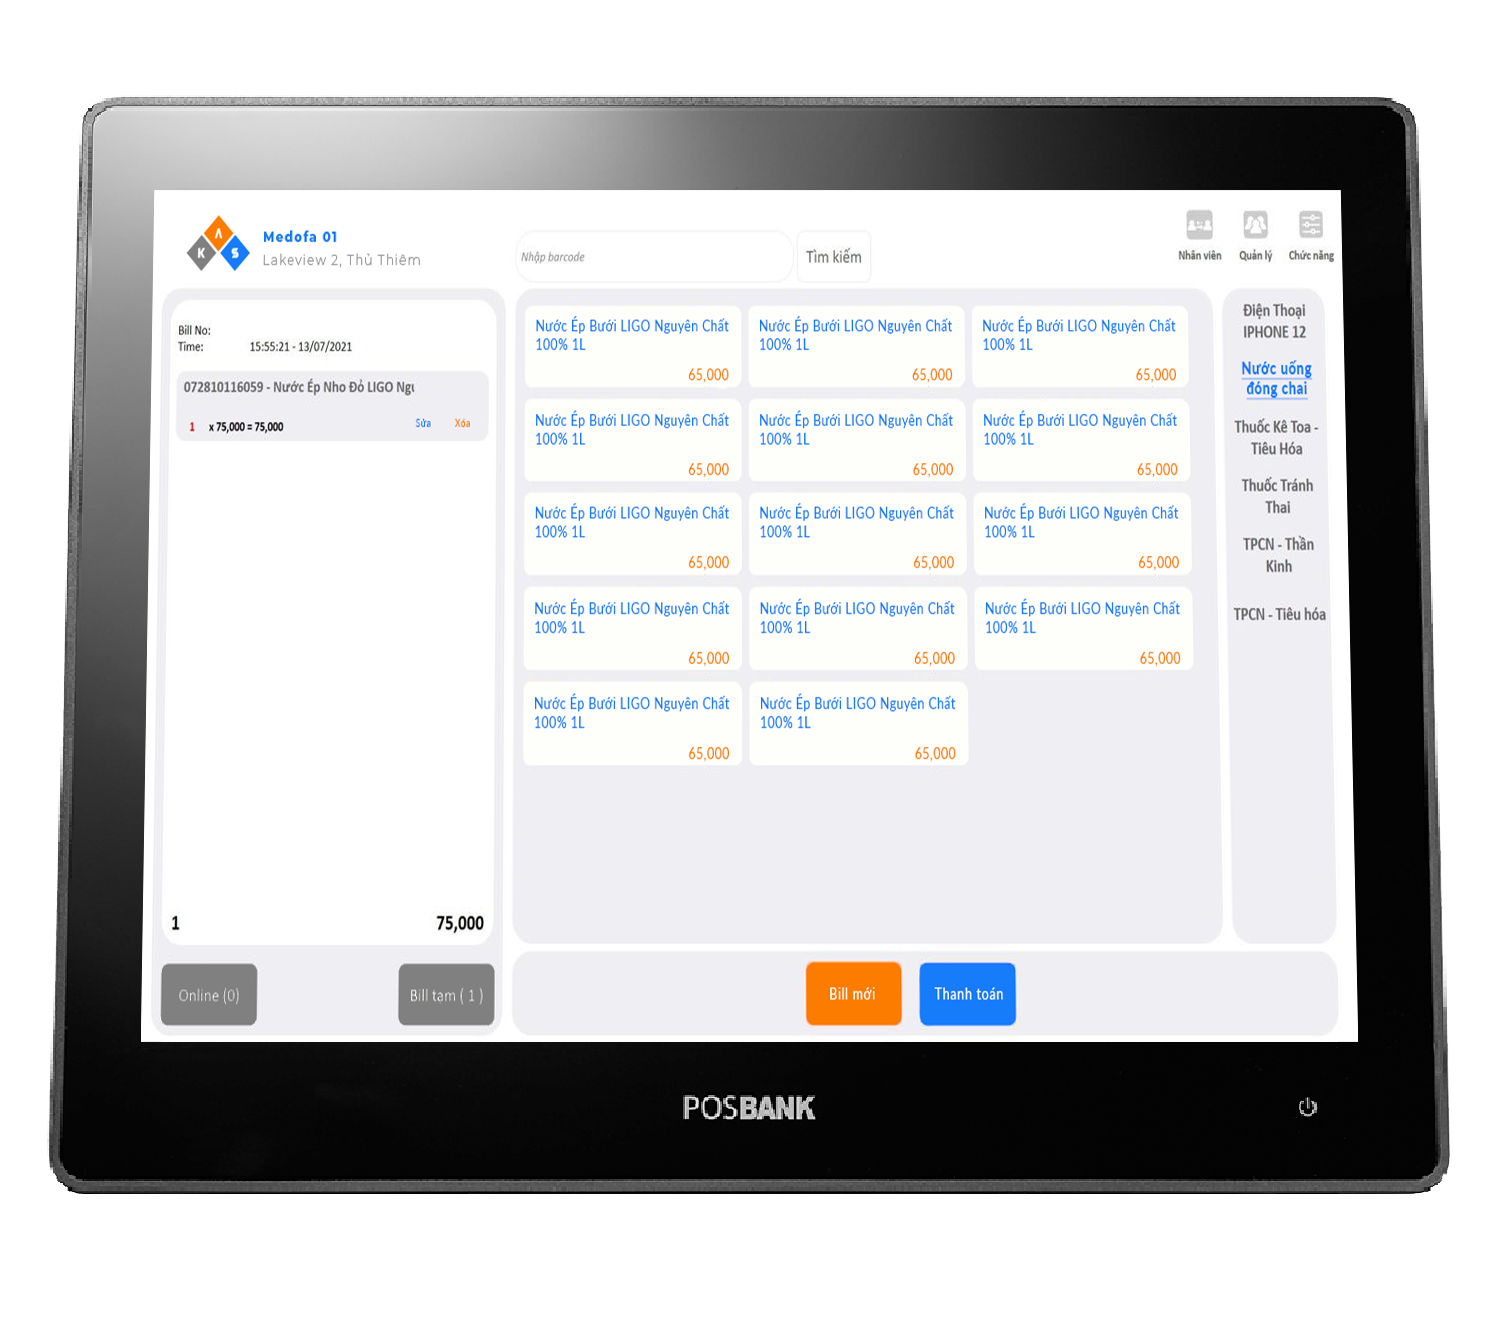 K A S
Medofa 01
Lakeview 2, Thủ Thiêm
Nhập barcode
Tìm kiếm
Nhân viên
Quản lý
Chức năng
Bill No:
Time: 15:55:21 - 13/07/2021
072810116059 - Nước Ép Nho Đỏ LIGO
1 x 75,000 = 75,000 Sửa Xóa
1 75,000
Online (0)
Bill tạm ( 1 )
Nước Ép Bưởi LIGO Nguyên Chất
100% 1L
65,000
Nước Ép Bưởi LIGO Nguyên Chất
100% 1L
65,000
Nước Ép Bưởi LIGO Nguyên Chất
100% 1L
65,000
Nước Ép Bưởi LIGO Nguyên Chất
100% 1L
65,000
Nước Ép Bưởi LIGO Nguyên Chất
100% 1L
65,000
Nước Ép Bưởi LIGO Nguyên Chất
100% 1L
65,000
Nước Ép Bưởi LIGO Nguyên Chất
100% 1L
65,000
Nước Ép Bưởi LIGO Nguyên Chất
100% 1L
65,000
Nước Ép Bưởi LIGO Nguyên Chất
100% 1L
65,000
Nước Ép Bưởi LIGO Nguyên Chất
100% 1L
65,000
Nước Ép Bưởi LIGO Nguyên Chất
100% 1L
65,000
Nước Ép Bưởi LIGO Nguyên Chất
100% 1L
65,000
Nước Ép Bưởi LIGO Nguyên Chất
100% 1L
65,000
Nước Ép Bưởi LIGO Nguyên Chất
100% 1L
65,000
Điện Thoại
IPHONE 12
Nước uống
đóng chai
Thuốc Kê Toa -
Tiêu Hóa
Thuốc Tránh
Thai
TPCN - Thần
Kinh
TPCN - Tiêu hóa
Bill mới
Thanh toán
POSBANK